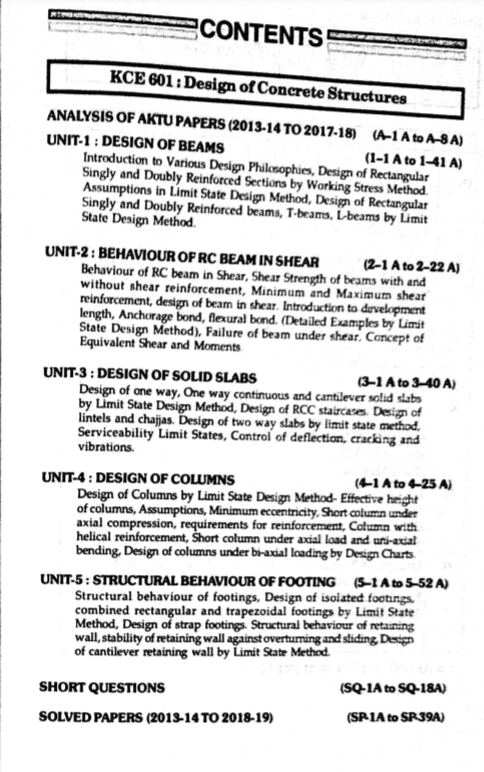 CONTENTS
KCE 601 : Design of Concrete Structures
ANALYSIS OF AKTU PAPERS (2013-14 TO 2017-18) (A–1 A to A–8 A)
UNIT-1 : DESIGN OF BEAMS (1–1 A to 1–41 A)
Introduction to Various Design Philosophies, Design of Rectangular
Singly and Doubly Reinforced Sections by Working Stress Method.
Assumptions in Limit State Design Method, Design of Rectangular
Singly and Doubly Reinforced beams, T-beams, L-beams by Limit
State Design Method.
UNIT-2 : BEHAVIOUR OF RC BEAM IN SHEAR (2–1 A to 2–22 A)
Behaviour of RC beam in Shear, Shear Strength of beams with and
without shear reinforcement, Minimum and Maximum shear
reinforcement, design of beam in shear. Introduction to development
length, Anchorage bond, flexural bond. (Detailed Examples by Limit
State Design Method), Failure of beam under shear, Concept of
Equivalent Shear and Moments.
UNIT-3 : DESIGN OF SOLID SLABS (3–1 A to 3–40 A)
Design of one way, One way continuous and cantilever solid slabs
by Limit State Design Method, Design of RCC staircases. Design of
lintels and chajjas. Design of two way slabs by limit state method,
Serviceability Limit States, Control of deflection, cracking and
vibrations.
UNIT-4 : DESIGN OF COLUMNS (4–1 A to 4–25 A)
Design of Columns by Limit State Design Method- Effective height
of columns, Assumptions, Minimum eccentricity, Short column under
axial compression, requirements for reinforcement, Column with
helical reinforcement, Short column under axial load and uni-axial
bending, Design of columns under bi-axial loading by Design Charts.
UNIT-5 : STRUCTURAL BEHAVIOUR OF FOOTING (5–1 A to 5–52 A)
Structural behaviour of footings, Design of isolated footings,
combined rectangular and trapezoidal footings by Limit State
Method, Design of strap footings. Structural behaviour of retaining
wall, stability of retaining wall against overturning and sliding, Design
of cantilever retaining wall by Limit State Method.
SHORT QUESTIONS (SQ-1A to SQ-18A)
SOLVED PAPERS (2013-14 TO 2018-19) (SP-1A to SP-39A)